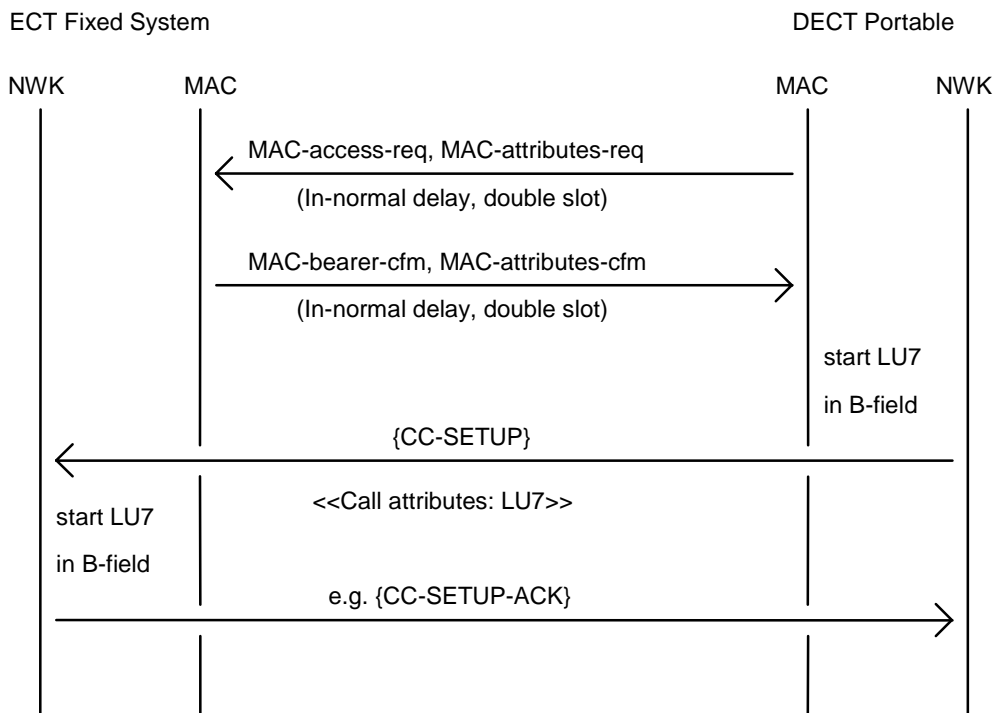 ECT Fixed System
DECT Portable
NWK
MAC
MAC
NWK
MAC-access-req, MAC-attributes-req
(In-normal delay, double slot)
MAC-bearer-cfm, MAC-attributes-cfm
(In-normal delay, double slot)
start LU7
in B-field
{CC-SETUP}
<<Call attributes: LU7>>
start LU7
in B-field
e.g. {CC-SETUP-ACK}